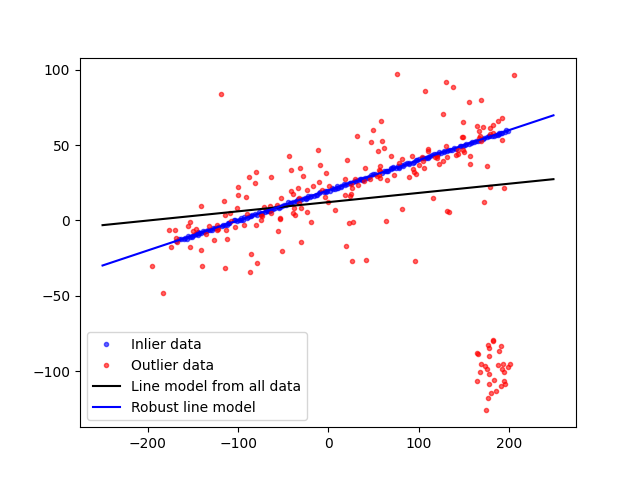 100
50
0
−50
−100
Inlier data
Outlier data
Line model from all data
Robust line model
−200
−100
0
100
200